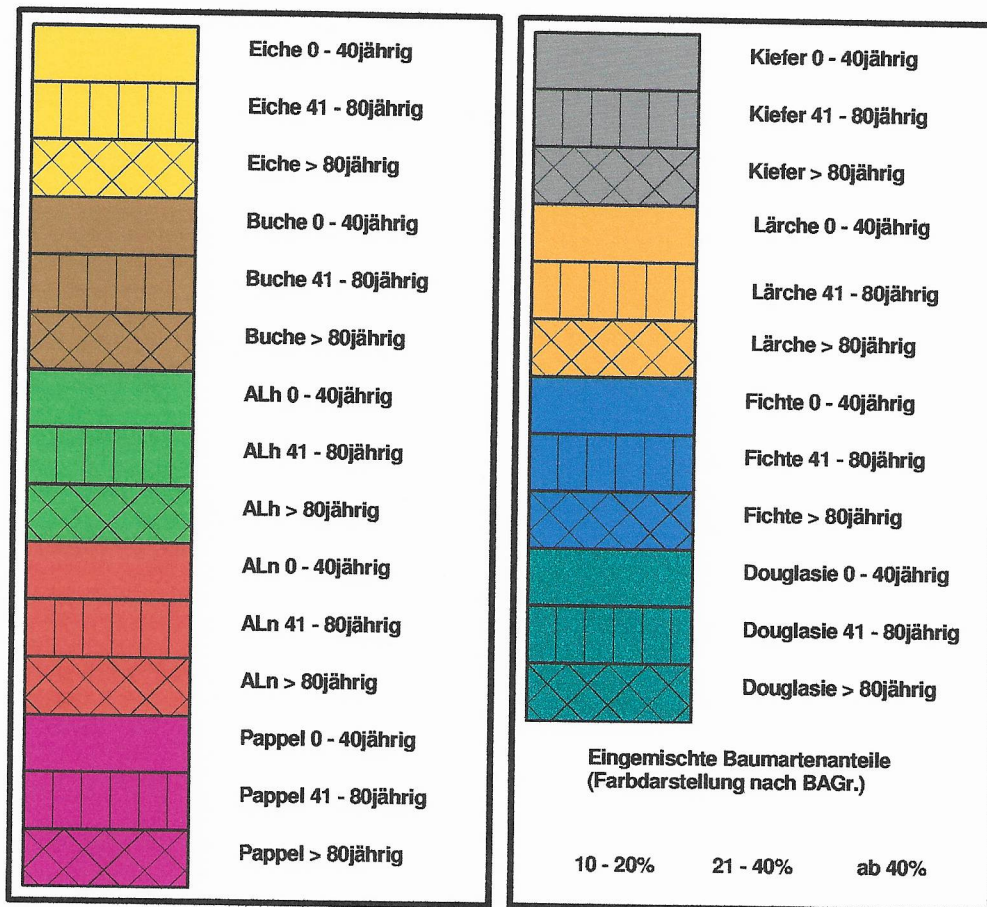 Eiche 0 - 40jährig
Eiche 41 - 80jährig
Eiche > 80jährig
Buche 0 - 40jährig
Buche 41 - 80jährig
Buche > 80jährig
ALh 0 - 40jährig
ALh 41 - 80jährig
ALh > 80jährig
ALn 0 - 40jährig
ALn 41 - 80jährig
ALn > 80jährig
Pappel 0 - 40jährig
Pappel 41 - 80jährig
Pappel > 80jährig
Kiefer 0 - 40jährig
Kiefer 41 - 80jährig
Kiefer > 80jährig
Lärche 0 - 40jährig
Lärche 41 - 80jährig
Lärche > 80jährig
Fichte 0 - 40jährig
Fichte 41 - 80jährig
Fichte > 80jährig
Douglasie 0 - 40jährig
Douglasie 41 - 80jährig
Douglasie > 80jährig
Eingemischte Baumartenanteile
(Farbdarstellung nach BAGr.)
10 - 20% 21 - 40% ab 40%